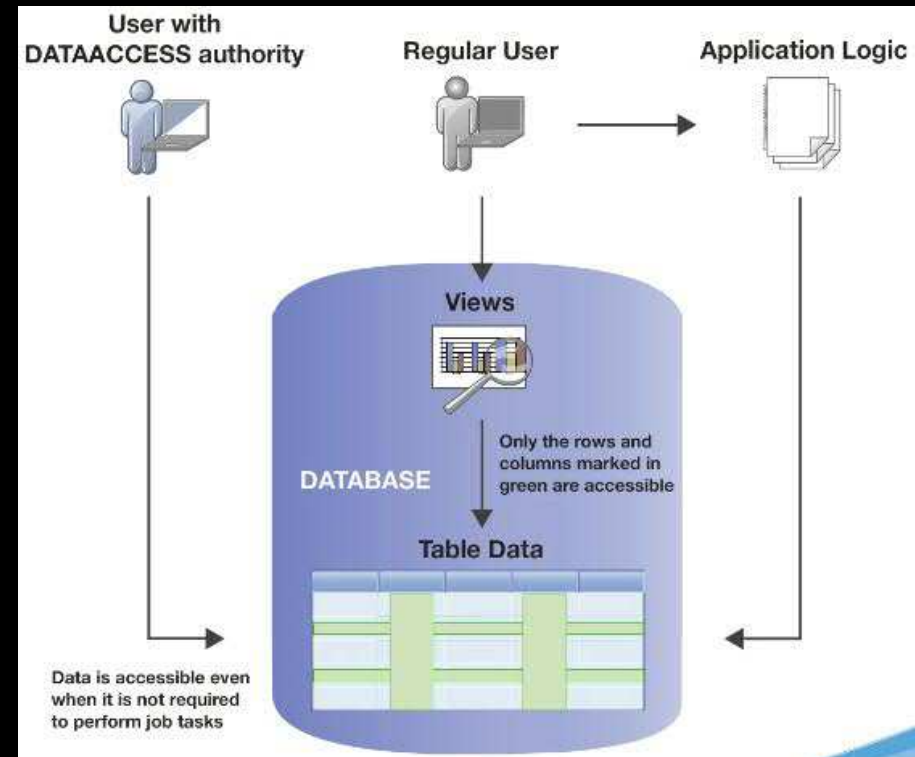 User with
DATAACCESS authority
Regular User
Application Logic
Views
Only the rows and
columns marked in
green are accessible
DATABASE
Table Data
Data is accessible even
when it is not required
to perform job tasks